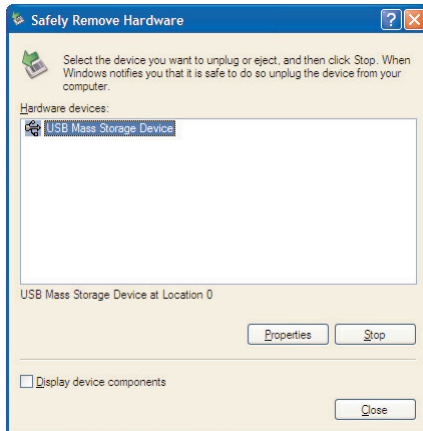 Safely Remove Hardware
Select the device you want to unplug or eject, and then click Stop. When
Windows notifies you that it is safe to do so unplug the device from your
computer.
Hardware devices:
USB Mass Storage Device
USB Mass Storage Device at Location 0
Properties Stop
Display device components
Close